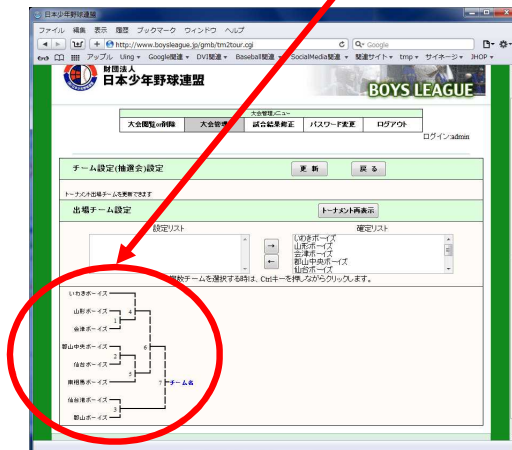 日本少年野球連盟
ファイル 編集 表示 履歴 ブックマーク ウィンドウ ヘルプ
http://www.boysleague.jp/gmb/tm2tour.cgi
Google
アップル Uing Google関連 DVJ関連 Baseball関連 SocialMedia関連 関連サイト tmp サイネージ JHOP
財団法人
日本少年野球連盟
BOYS LEAGUE
大会管理メニュー
大会閲覧or削除 大会管理 試合結果修正 パスワード変更 ログアウト
ログイン:admin
チーム設定(抽選会)設定 更 新 戻 る
トーナメント出場チームを更新できます
出場チーム設定 トーナメント再表示
設定リスト 確定リスト
いわきボーイズ
山形ボーイズ
会津ボーイズ
郡山中央ボーイズ
仙台ボーイズ
→
←
数チームを選択する時は、Ctrlキーを押しながらクリックします。
いわきボーイズ
山形ボーイズ
会津ボーイズ
郡山中央ボーイズ
仙台ボーイズ
南相馬ボーイズ
仙台港ボーイズ
郡山ボーイズ
4
1
2
6
5
7
チーム名
3